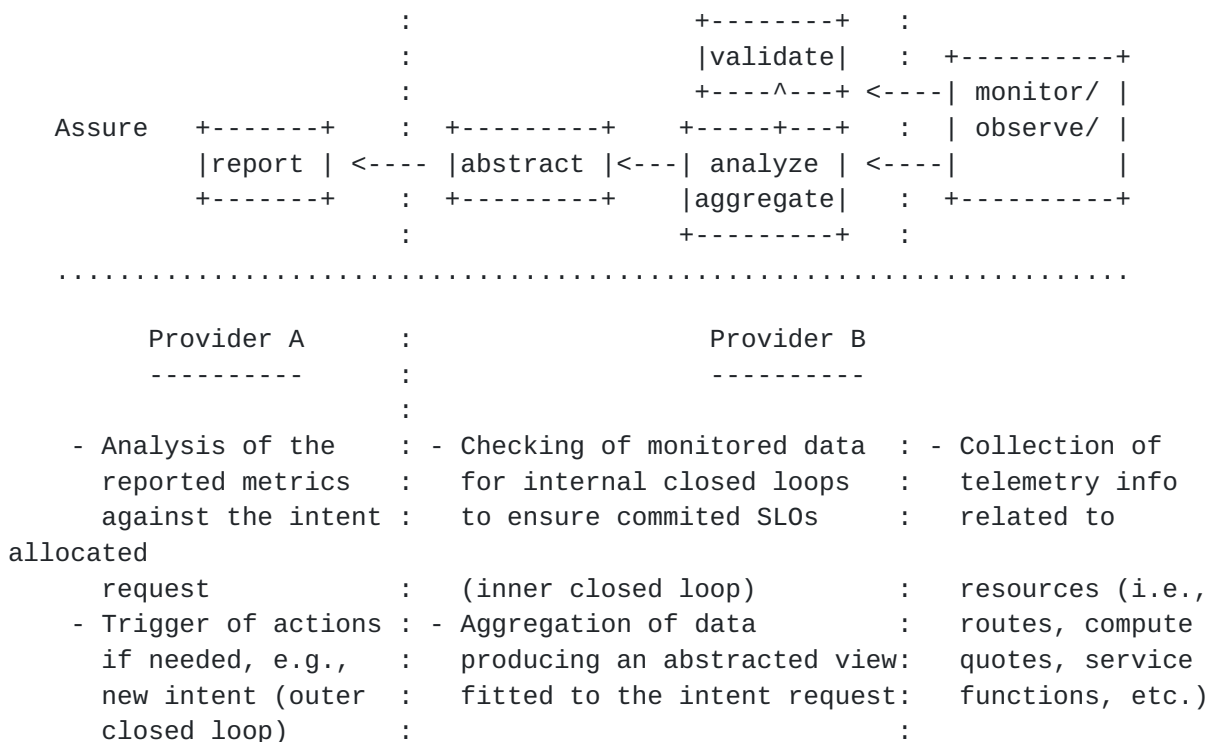 :                  +--------+   :
                         :                  |validate|   :  +----------+
                         :                  +----^---+ <----| monitor/ |
   Assure   +-------+    :  +---------+    +-----+---+   :  | observe/ |
            |report | <---- |abstract |<---| analyze | <----|          |
            +-------+    :  +---------+    |aggregate|   :  +----------+
                         :                 +---------+   :
   .....................................................................

         Provider A      :                   Provider B
         ----------      :                   ----------
                         :
    - Analysis of the    : - Checking of monitored data  : - Collection of
      reported metrics   :   for internal closed loops   :   telemetry info
      against the intent :   to ensure commited SLOs     :   related to
allocated
      request            :   (inner closed loop)         :   resources (i.e.,
    - Trigger of actions : - Aggregation of data         :   routes, compute
      if needed, e.g.,   :   producing an abstracted view:   quotes, service
      new intent (outer  :   fitted to the intent request:   functions, etc.)
      closed loop)       :                               :